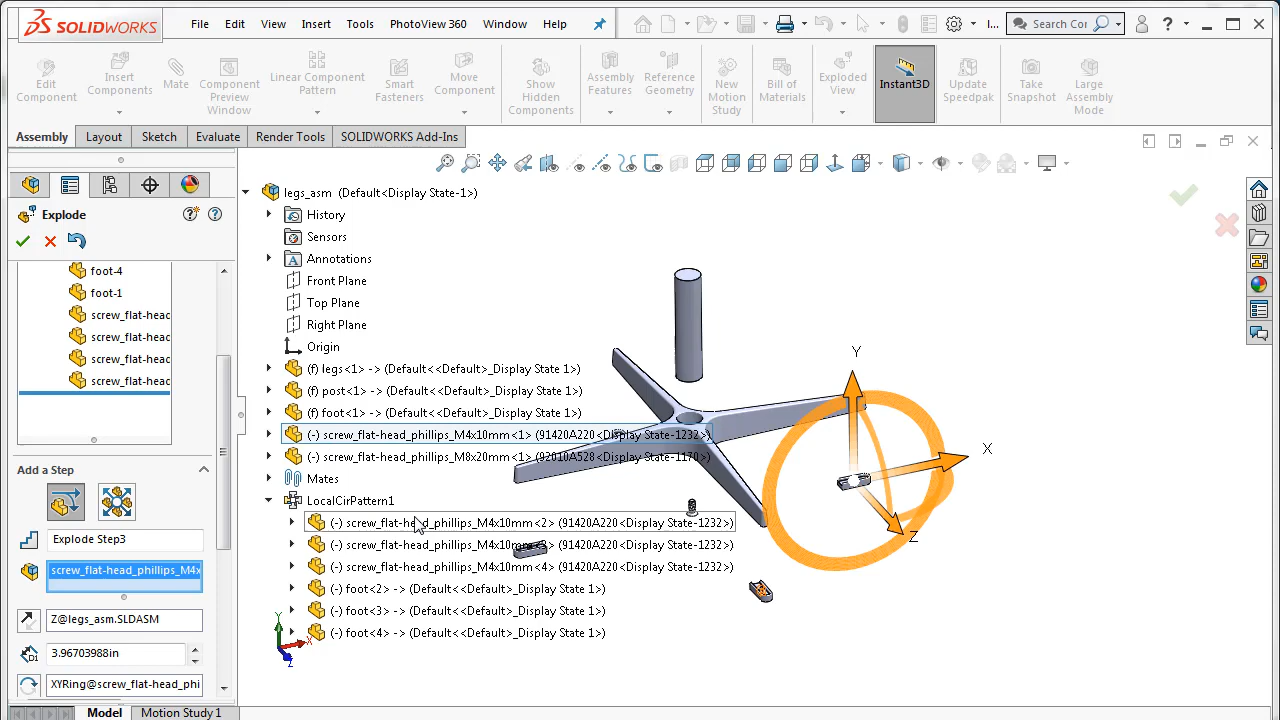 SOLIDWORKS File Edit View Insert Tools PhotoView 360 Window Help I... Search Cor ?
Edit Component
Insert Components
Mate
Component Preview Window
Linear Component Pattern
Smart Fasteners
Move Component
Show Hidden Components
Assembly Features
Reference Geometry
New Motion Study
Bill of Materials
Exploded View
Instant3D
Update Speedpak
Take Snapshot
Large Assembly Mode
Assembly Layout Sketch Evaluate Render Tools SOLIDWORKS Add-Ins
Explode
foot-4
foot-1
screw_flat-heac
screw_flat-heac
screw_flat-heac
screw_flat-heac
Add a Step
Explode Step3
screw_flat-head_phillips_M4x
Z@legs_asm.SLDASM
3.96703988in
XYRing@screw_flat-head_phi
legs_asm (Default<Display State-1>)
History
Sensors
Annotations
Front Plane
Top Plane
Right Plane
Origin
(f) legs<1> -> (Default<<Default>_Display State 1>)
(f) post<1> -> (Default<<Default>_Display State 1>)
(f) foot<1> -> (Default<<Default>_Display State 1>)
(-) screw_flat-head_phillips_M4x10mm<1> (91420A220<Display State-1232>)
(-) screw_flat-head_phillips_M8x20mm<1> (92010A528<Display State-1170>)
Mates
LocalCirPattern1
(-) screw_flat-head_phillips_M4x10mm<2> (91420A220<Display State-1232>)
(-) screw_flat-head_phillips_M4x10mm (91420A220<Display State-1232>)
(-) screw_flat-head_phillips_M4x10mm<4> (91420A220<Display State-1232>)
(-) foot<2> -> (Default<<Default>_Display State 1>)
(-) foot<3> -> (Default<<Default>_Display State 1>)
(-) foot<4> -> (Default<<Default>_Display State 1>)
Y
X
Z
Y
X
Z
Model Motion Study 1